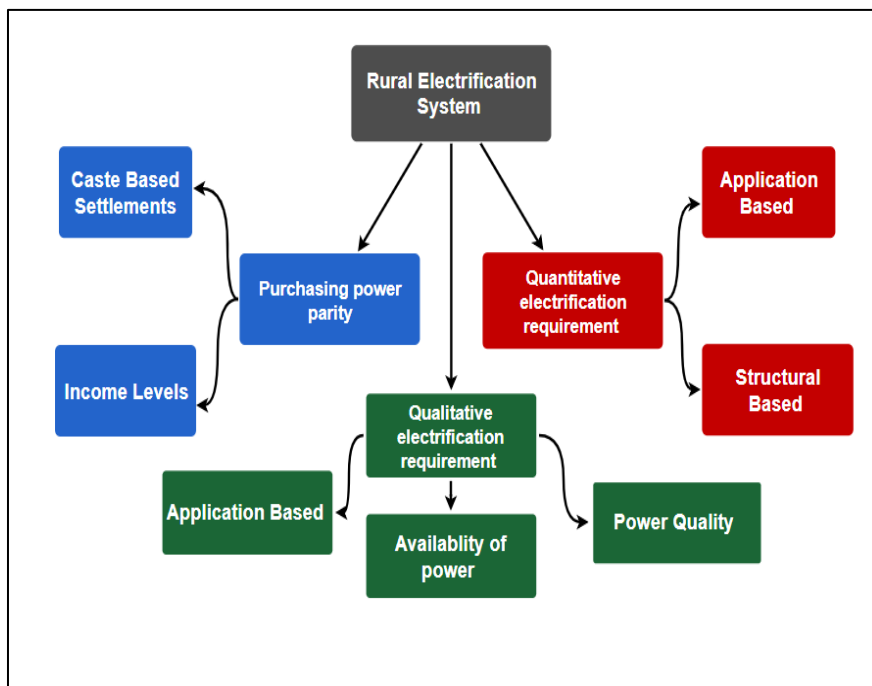 Rural Electrification
System
Caste Based
Settlements
Application
Based
Purchasing power
parity
Quantitative
electrification
requirement
Income Levels
Structural
Based
Qualitative
electrification
requirement
Application Based
Availablity of
power
Power Quality